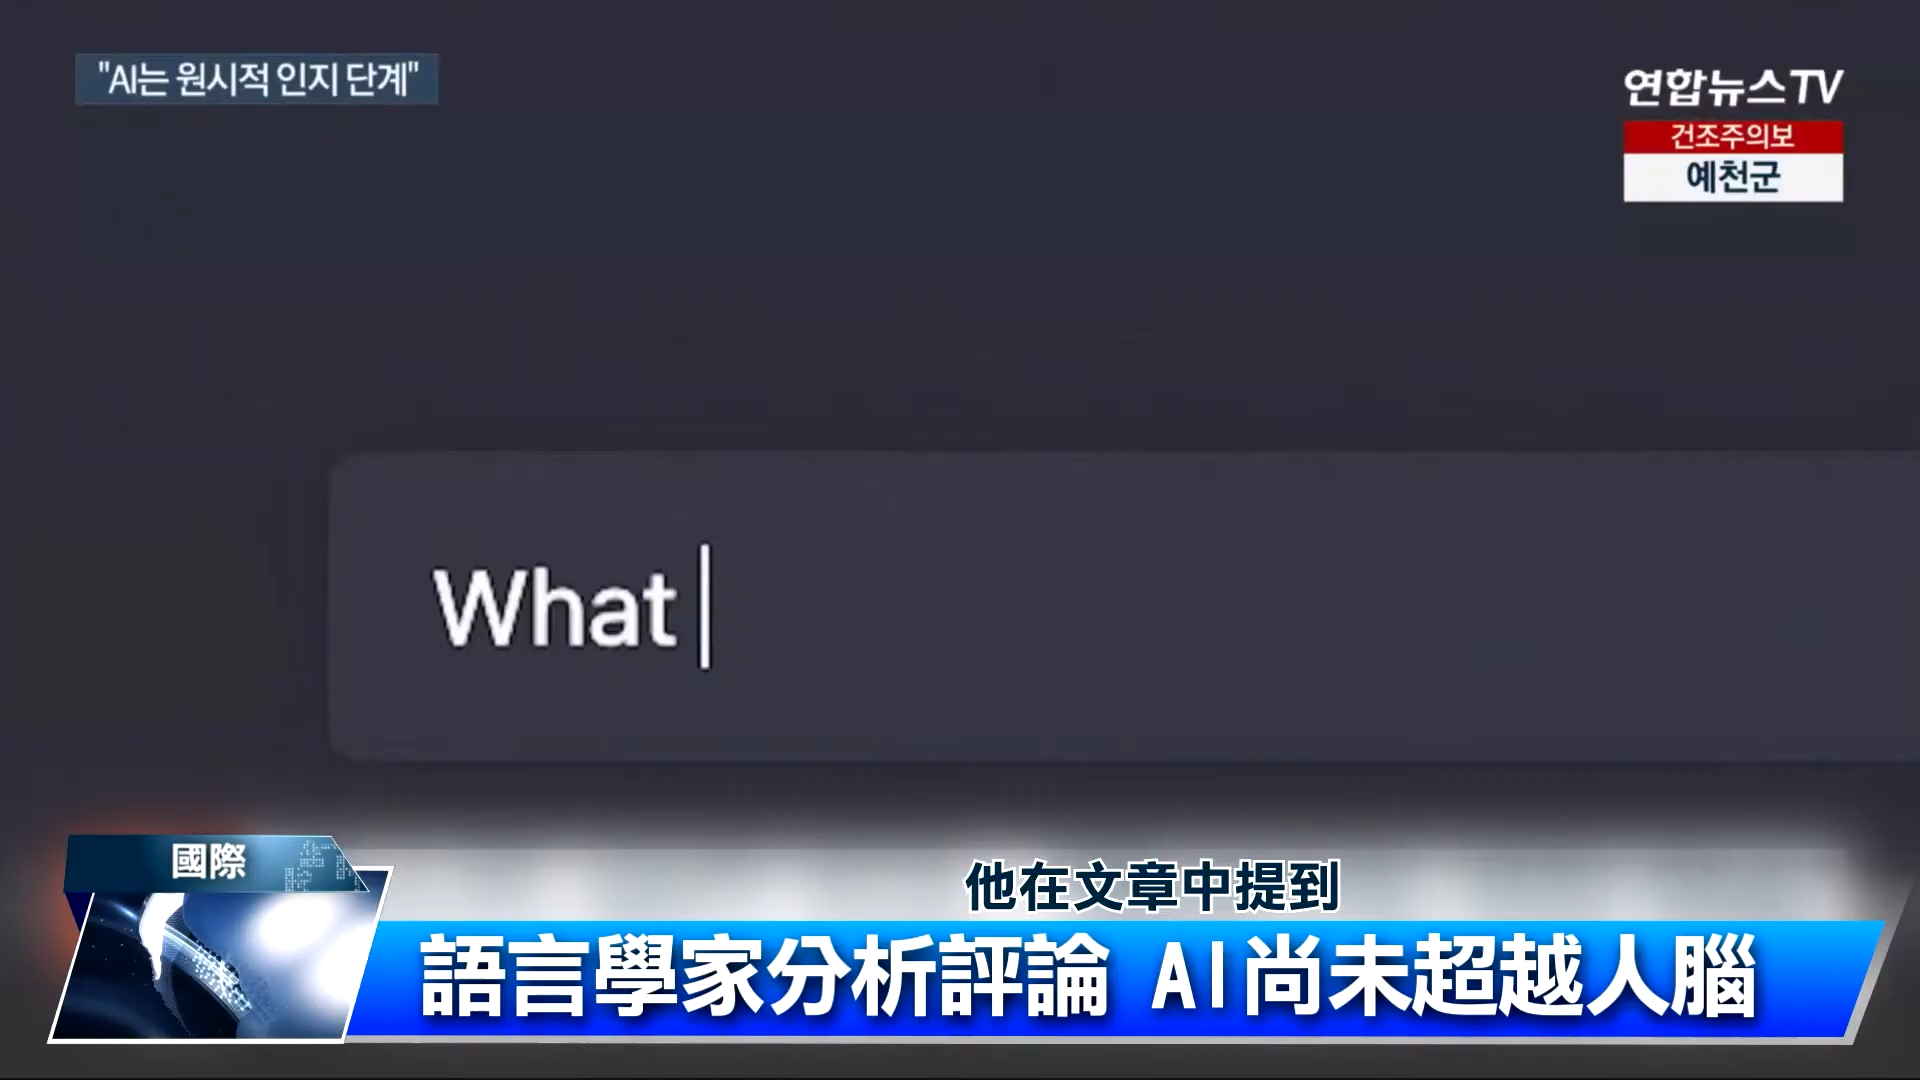 "AI는 원시적 인지 단계"
연합뉴스TV
건조주의보
예천군
What
國際
他在文章中提到
語言學家分析評論 AI尚未超越人腦